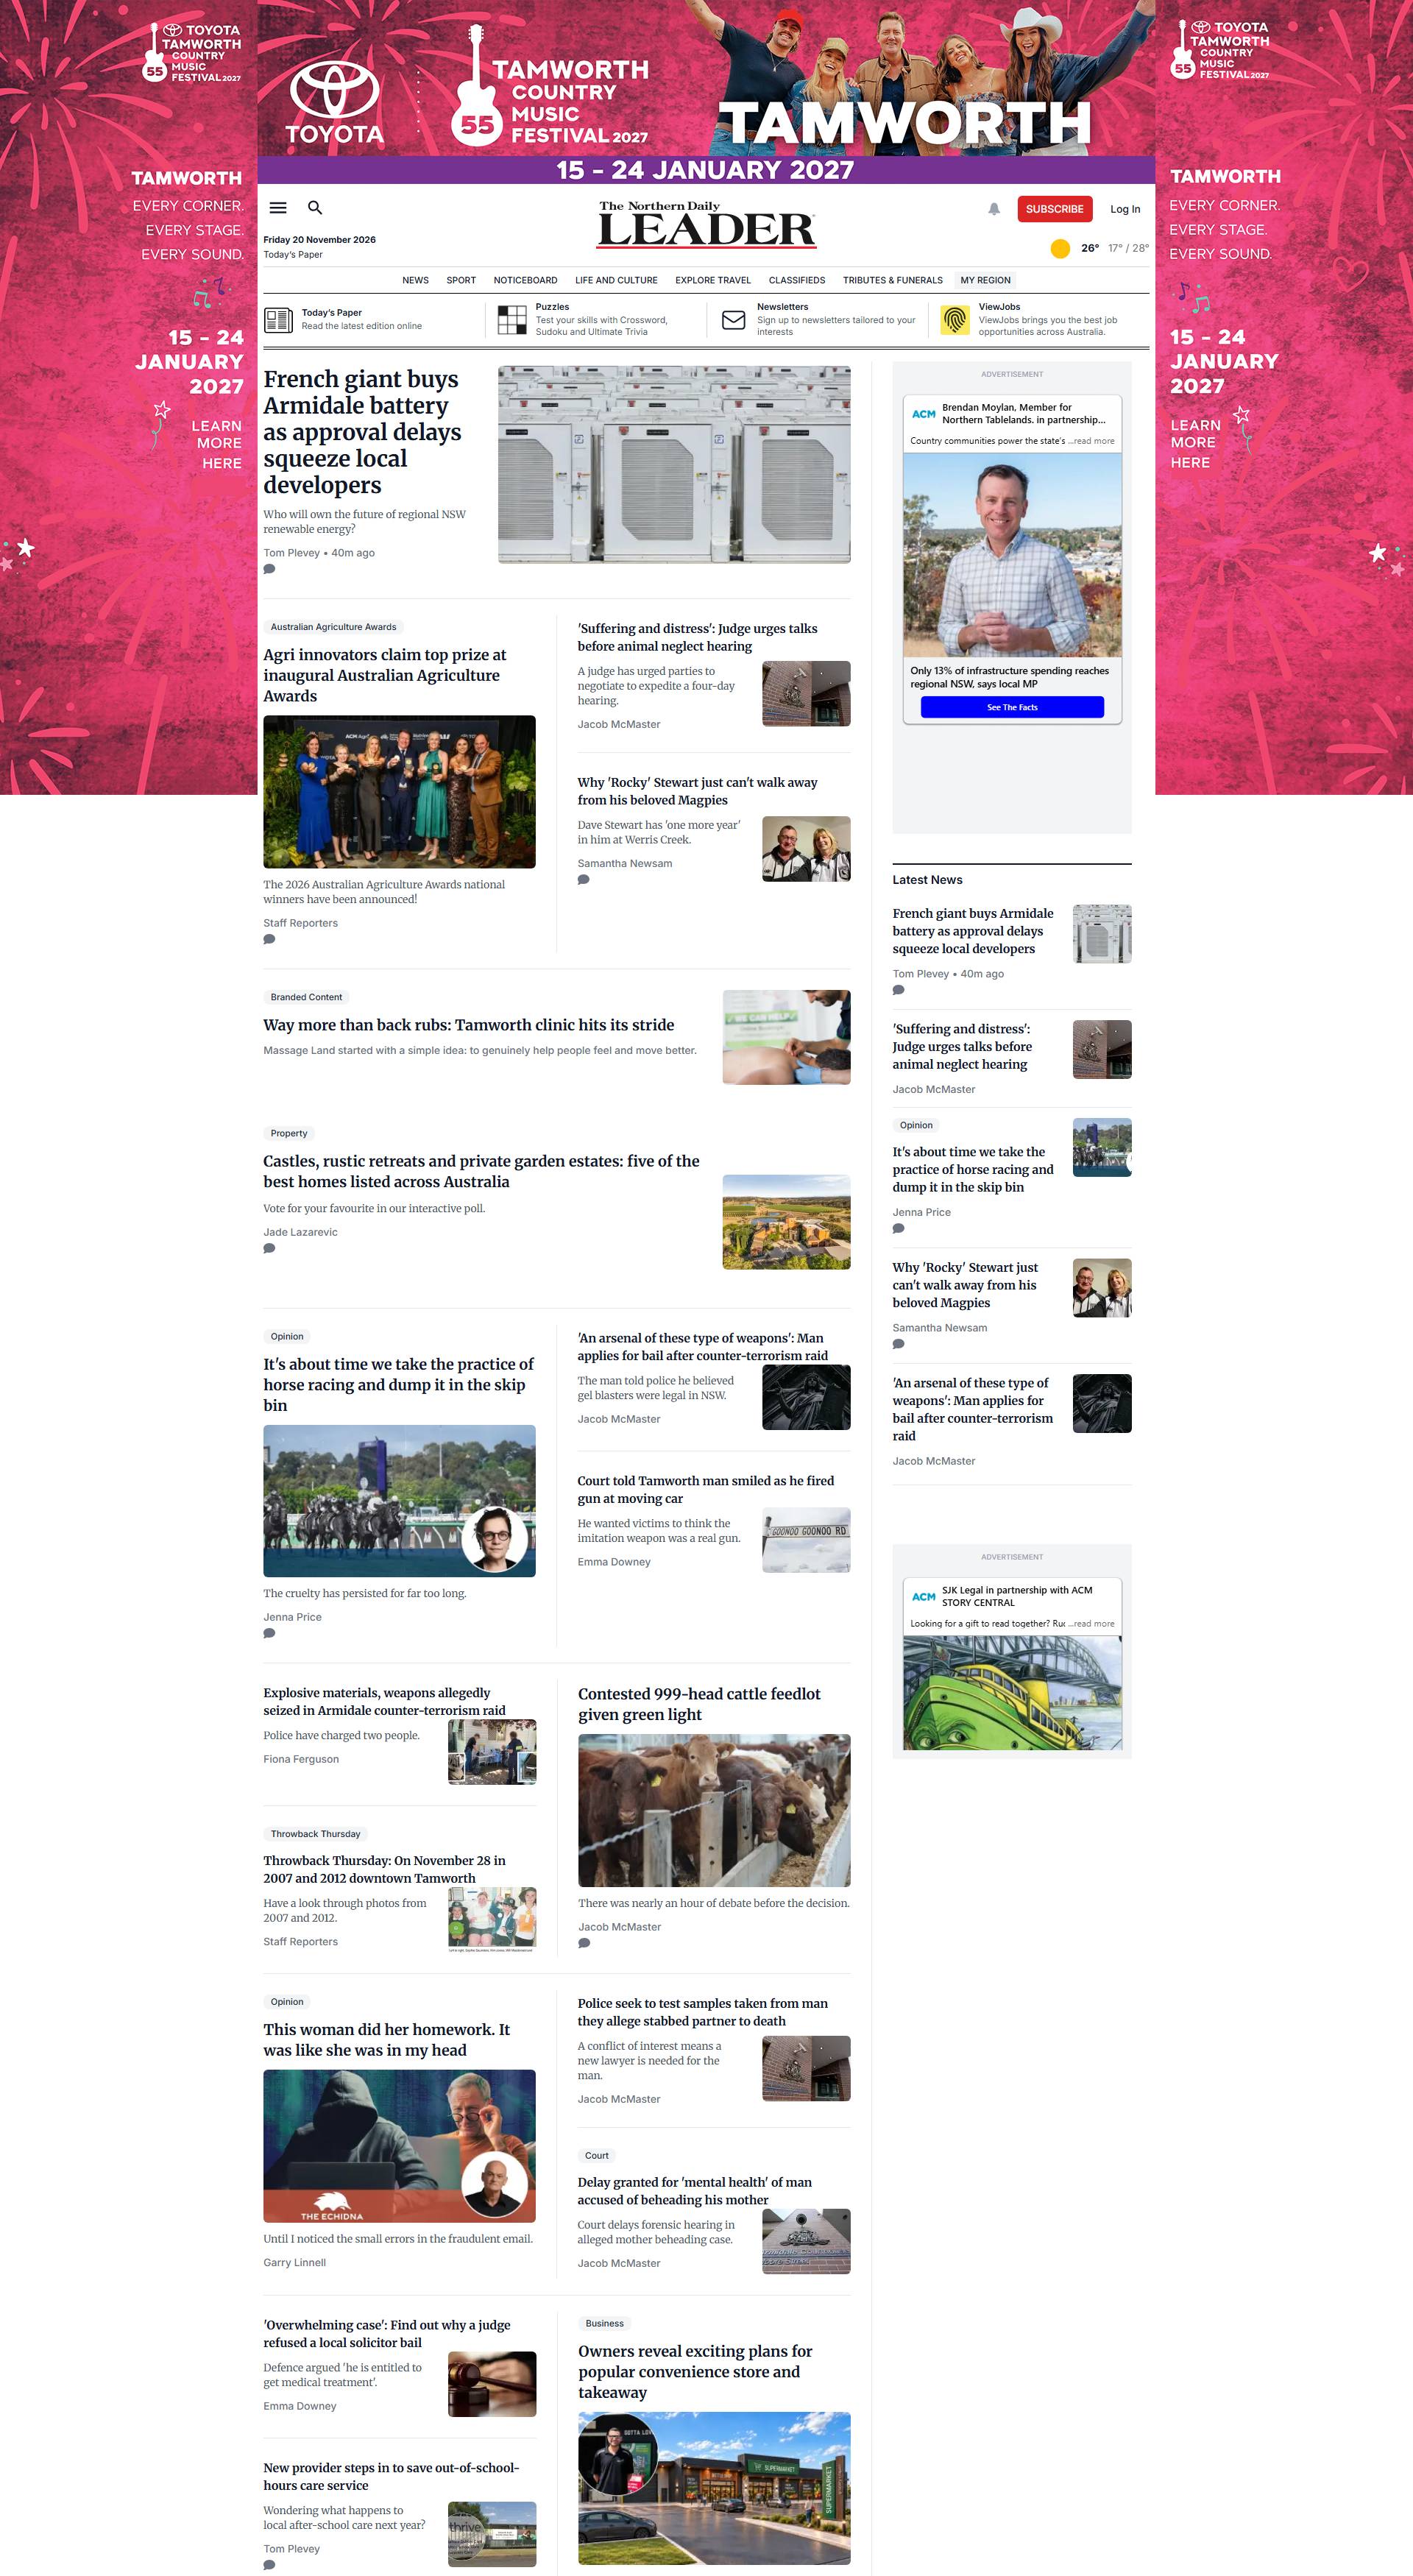 TOYOTA
TAMWORTH
COUNTRY
MUSIC
FESTIVAL 2027
55
TAMWORTH
EVERY CORNER.
EVERY STAGE.
EVERY SOUND.
15 - 24
JANUARY
2027
LEARN
MORE
HERE
TOYOTA
55
TAMWORTH
COUNTRY
MUSIC
FESTIVAL 2027
TAMWORTH
15 - 24 JANUARY 2027
TOYOTA
TAMWORTH
COUNTRY
MUSIC
FESTIVAL 2027
55
TAMWORTH
EVERY CORNER.
EVERY STAGE.
EVERY SOUND.
15 - 24
JANUARY
2027
LEARN
MORE
HERE
The Northern Daily
LEADER
SUBSCRIBE
Log In
Friday 20 November 2026
Today's Paper
26° 17° / 28°
NEWS SPORT NOTICEBOARD LIFE AND CULTURE EXPLORE TRAVEL CLASSIFIEDS TRIBUTES & FUNERALS MY REGION
Today's Paper
Read the latest edition online
Puzzles
Test your skills with Crossword,
Sudoku and Ultimate Trivia
Newsletters
Sign up to newsletters tailored to your
interests
ViewJobs
ViewJobs brings you the best job
opportunities across Australia.
French giant buys
Armidale battery
as approval delays
squeeze local
developers
Who will own the future of regional NSW
renewable energy?
Tom Plevey • 40m ago
Australian Agriculture Awards
Agri innovators claim top prize at
inaugural Australian Agriculture
Awards
The 2026 Australian Agriculture Awards national
winners have been announced!
Staff Reporters
'Suffering and distress': Judge urges talks
before animal neglect hearing
A judge has urged parties to
negotiate to expedite a four-day
hearing.
Jacob McMaster
Why 'Rocky' Stewart just can't walk away
from his beloved Magpies
Dave Stewart has 'one more year'
in him at Werris Creek.
Samantha Newsam
Branded Content
Way more than back rubs: Tamworth clinic hits its stride
Massage Land started with a simple idea: to genuinely help people feel and move better.
WE CAN HELP
Property
Castles, rustic retreats and private garden estates: five of the
best homes listed across Australia
Vote for your favourite in our interactive poll.
Jade Lazarevic
Opinion
It's about time we take the practice of
horse racing and dump it in the skip
bin
The cruelty has persisted for far too long.
Jenna Price
'An arsenal of these type of weapons': Man
applies for bail after counter-terrorism raid
The man told police he believed
gel blasters were legal in NSW.
Jacob McMaster
Court told Tamworth man smiled as he fired
gun at moving car
He wanted victims to think the
imitation weapon was a real gun.
Emma Downey
GOONOO GOONOO RD
Explosive materials, weapons allegedly
seized in Armidale counter-terrorism raid
Police have charged two people.
Fiona Ferguson
Throwback Thursday
Throwback Thursday: On November 28 in
2007 and 2012 downtown Tamworth
Have a look through photos from
2007 and 2012.
Staff Reporters
Contested 999-head cattle feedlot
given green light
There was nearly an hour of debate before the decision.
Jacob McMaster
Opinion
This woman did her homework. It
was like she was in my head
THE ECHIDNA
Until I noticed the small errors in the fraudulent email.
Garry Linnell
Police seek to test samples taken from man
they allege stabbed partner to death
A conflict of interest means a
new lawyer is needed for the
man.
Jacob McMaster
Court
Delay granted for 'mental health' of man
accused of beheading his mother
Court delays forensic hearing in
alleged mother beheading case.
Jacob McMaster
'Overwhelming case': Find out why a judge
refused a local solicitor bail
Defence argued 'he is entitled to
get medical treatment'.
Emma Downey
New provider steps in to save out-of-school-
hours care service
Wondering what happens to
local after-school care next year?
Tom Plevey
thrive
Business
Owners reveal exciting plans for
popular convenience store and
takeaway
SUPERMARKET
SUPERMARKET
ADVERTISEMENT
ACM
Brendan Moylan, Member for
Northern Tablelands. in partnership...
Country communities power the state's ...read more
Only 13% of infrastructure spending reaches
regional NSW, says local MP
See The Facts
Latest News
French giant buys Armidale
battery as approval delays
squeeze local developers
Tom Plevey • 40m ago
'Suffering and distress':
Judge urges talks before
animal neglect hearing
Jacob McMaster
Opinion
It's about time we take the
practice of horse racing and
dump it in the skip bin
Jenna Price
Why 'Rocky' Stewart just
can't walk away from his
beloved Magpies
Samantha Newsam
'An arsenal of these type of
weapons': Man applies for
bail after counter-terrorism
raid
Jacob McMaster
ADVERTISEMENT
ACM
SJK Legal in partnership with ACM
STORY CENTRAL
Looking for a gift to read together? Ru ...read more